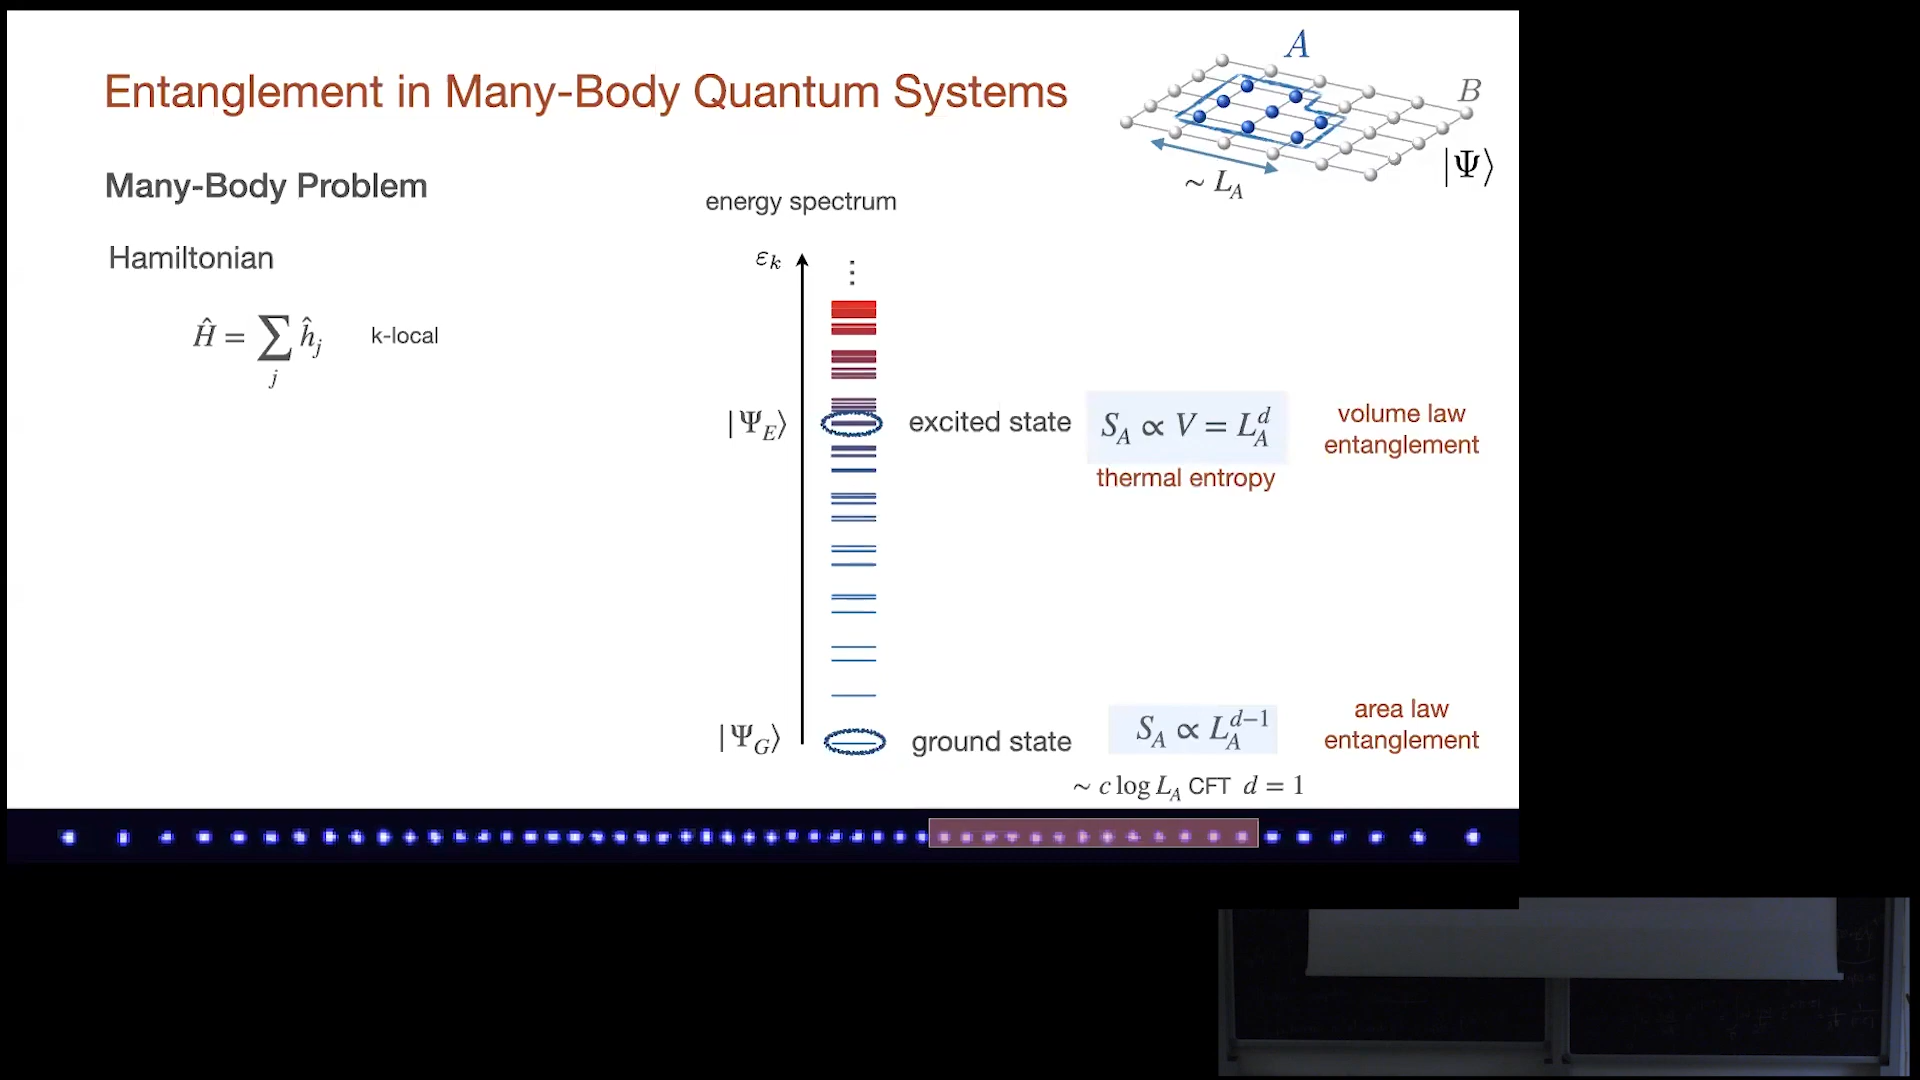 Entanglement in Many-Body Quantum Systems
A
B
|Ψ⟩
~ L_A
Many-Body Problem
energy spectrum
Hamiltonian
ε_k
⋮
Ĥ = ∑_j ĥ_j k-local
|Ψ_E⟩ excited state S_A ∝ V = L_A^d
volume law
entanglement
thermal entropy
|Ψ_G⟩ ground state S_A ∝ L_A^{d−1}
area law
entanglement
~ c log L_A CFT d = 1